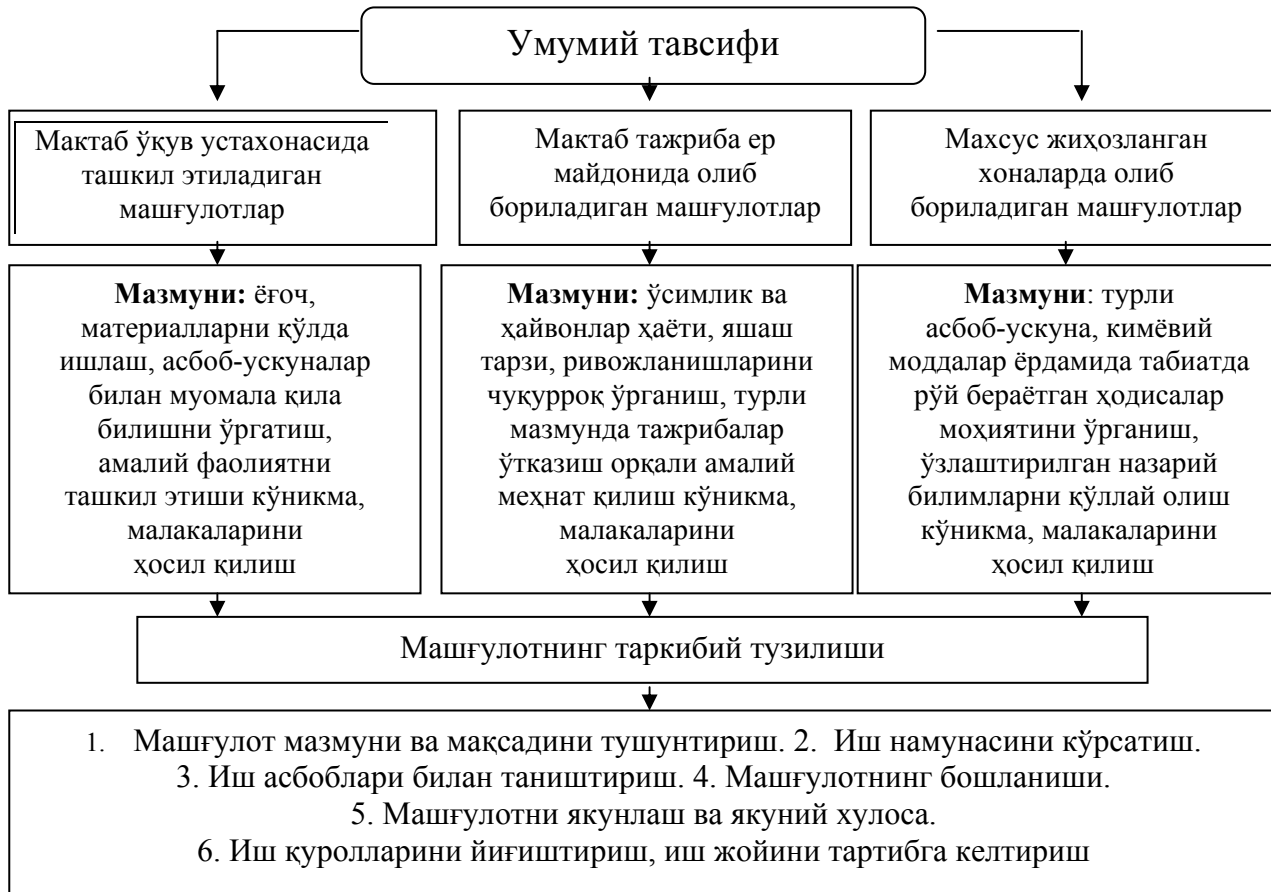 Умумий тавсифи
Мактаб ўқув устахонасида
ташкил этиладиган
машғулотлар
Мактаб тажриба ер
майдонида олиб
бориладиган машғулотлар
Махсус жиҳозланган
хоналарда олиб
бориладиган машғулотлар
Мазмуни: ёғоч,
материалларни қўлда
ишлаш, асбоб-ускуналар
билан муомала қила
билишни ўргатиш,
амалий фаолиятни
ташкил этиши кўникма,
малакаларини
ҳосил қилиш
Мазмуни: ўсимлик ва
ҳайвонлар ҳаёти, яшаш
тарзи, ривожланишларини
чуқурроқ ўрганиш, турли
мазмунда тажрибалар
ўтказиш орқали амалий
меҳнат қилиш кўникма,
малакаларини
ҳосил қилиш
Мазмуни: турли
асбоб-ускуна, кимёвий
моддалар ёрдамида табиатда
рўй бераётган ҳодисалар
моҳиятини ўрганиш,
ўзлаштирилган назарий
билимларни қўллай олиш
кўникма, малакаларини
ҳосил қилиш
Машғулотнинг таркибий тузилиши
1. Машғулот мазмуни ва мақсадини тушунтириш. 2. Иш намунасини кўрсатиш.
3. Иш асбоблари билан таништириш. 4. Машғулотнинг бошланиши.
5. Машғулотни якунлаш ва якуний хулоса.
6. Иш қуролларини йиғиштириш, иш жойини тартибга келтириш